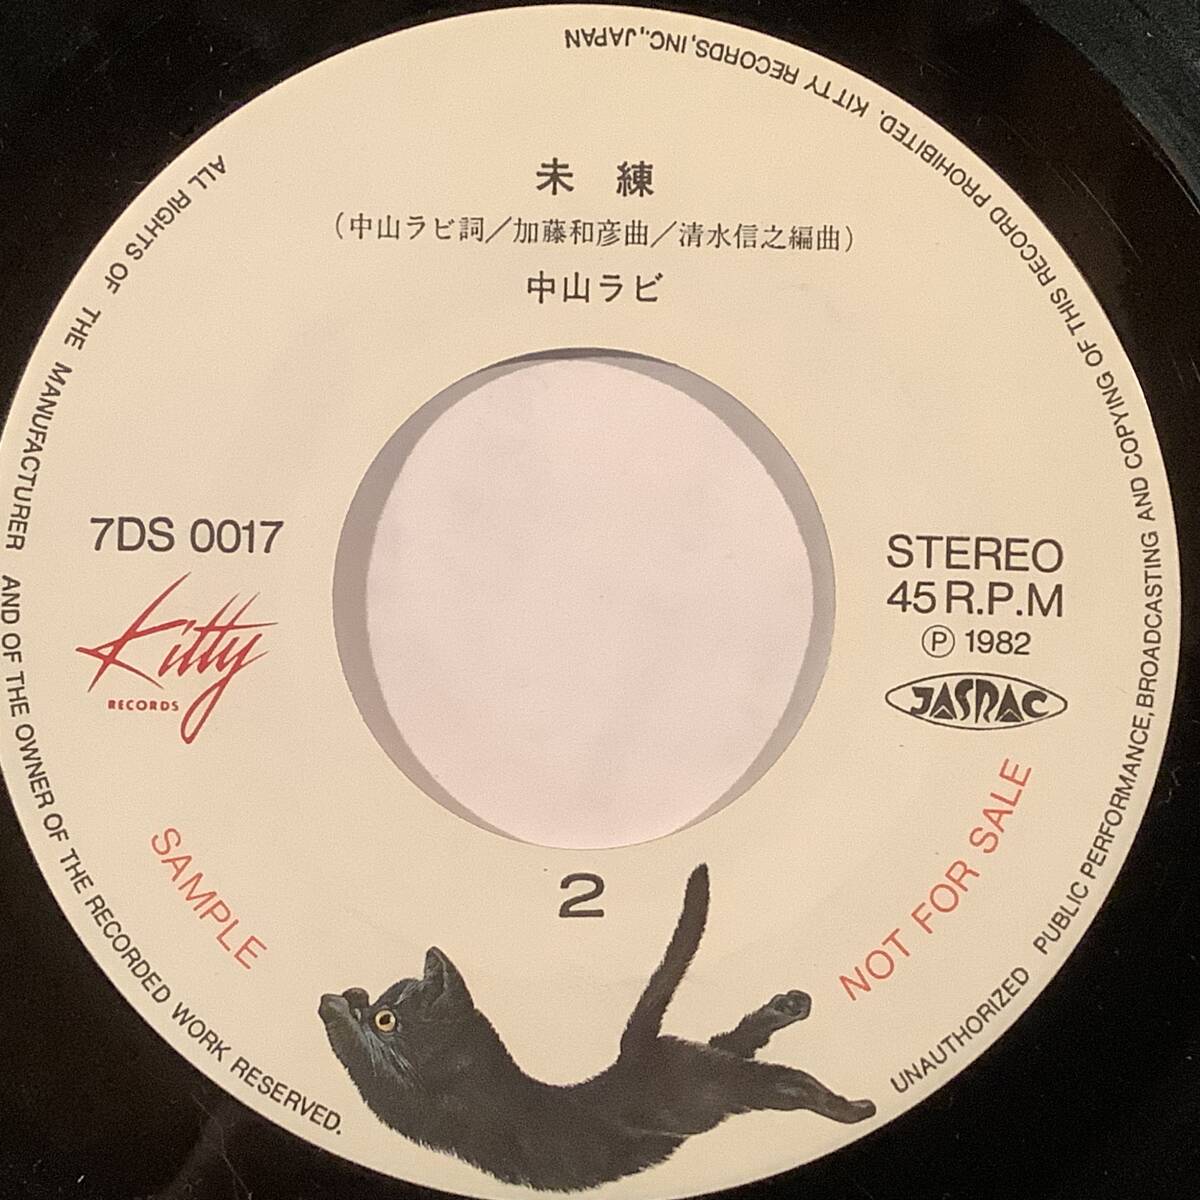 未練
(中山ラビ詞／加藤和彦曲／清水信之編曲)
中山ラビ
7DS 0017
Kitty
RECORDS
STEREO
45 R.P.M
Ⓟ 1982
JASRAC
SAMPLE
NOT FOR SALE
2
ALL RIGHTS OF THE MANUFACTURER AND OF THE OWNER OF THE RECORDED WORK RESERVED.
UNAUTHORIZED PUBLIC PERFORMANCE, BROADCASTING AND COPYING OF THIS RECORD PROHIBITED. KITTY RECORDS, INC., JAPAN